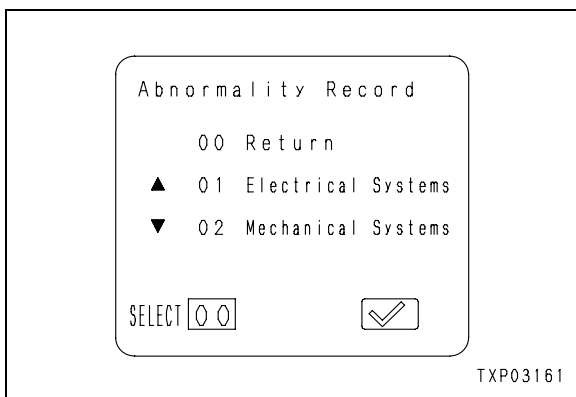 Abnormality Record
00 Return
▲ 01 Electrical Systems
▼ 02 Mechanical Systems
SELECT 00
TXP03161